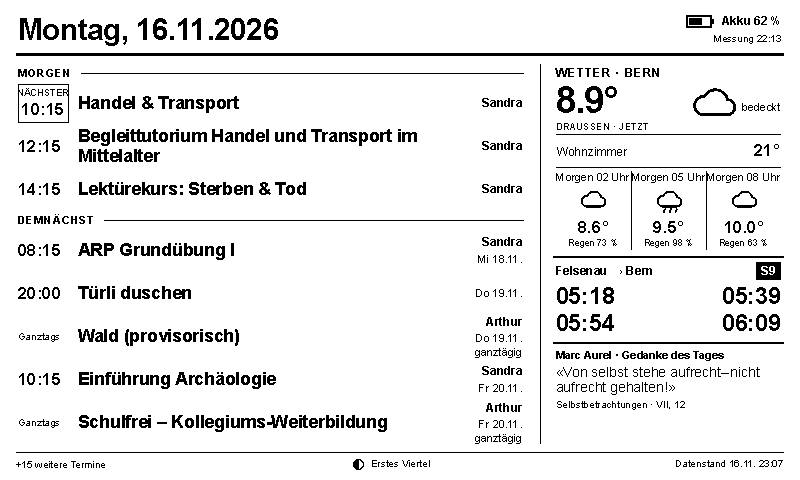 Montag, 16.11.2026
Akku 62 %
Messung 22:13
MORGEN
NÄCHSTER
10:15 Handel & Transport Sandra
12:15 Begleittutorium Handel und Transport im Mittelalter Sandra
14:15 Lektürekurs: Sterben & Tod Sandra
DEMNÄCHST
08:15 ARP Grundübung I Sandra
Mi 18.11.
20:00 Türli duschen Do 19.11.
Ganztags Wald (provisorisch) Arthur
Do 19.11.
ganztägig
10:15 Einführung Archäologie Sandra
Fr 20.11.
Ganztags Schulfrei – Kollegiums-Weiterbildung Arthur
Fr 20.11.
ganztägig
WETTER · BERN
8.9° bedeckt
DRAUSSEN · JETZT
Wohnzimmer 21°
Morgen 02 Uhr Morgen 05 Uhr Morgen 08 Uhr
8.6° 9.5° 10.0°
Regen 73 % Regen 98 % Regen 63 %
Felsenau › Bern S9
05:18 05:39
05:54 06:09
Marc Aurel · Gedanke des Tages
«Von selbst stehe aufrecht–nicht
aufrecht gehalten!»
Selbstbetrachtungen · VII, 12
+15 weitere Termine
Erstes Viertel
Datenstand 16.11. 23:07